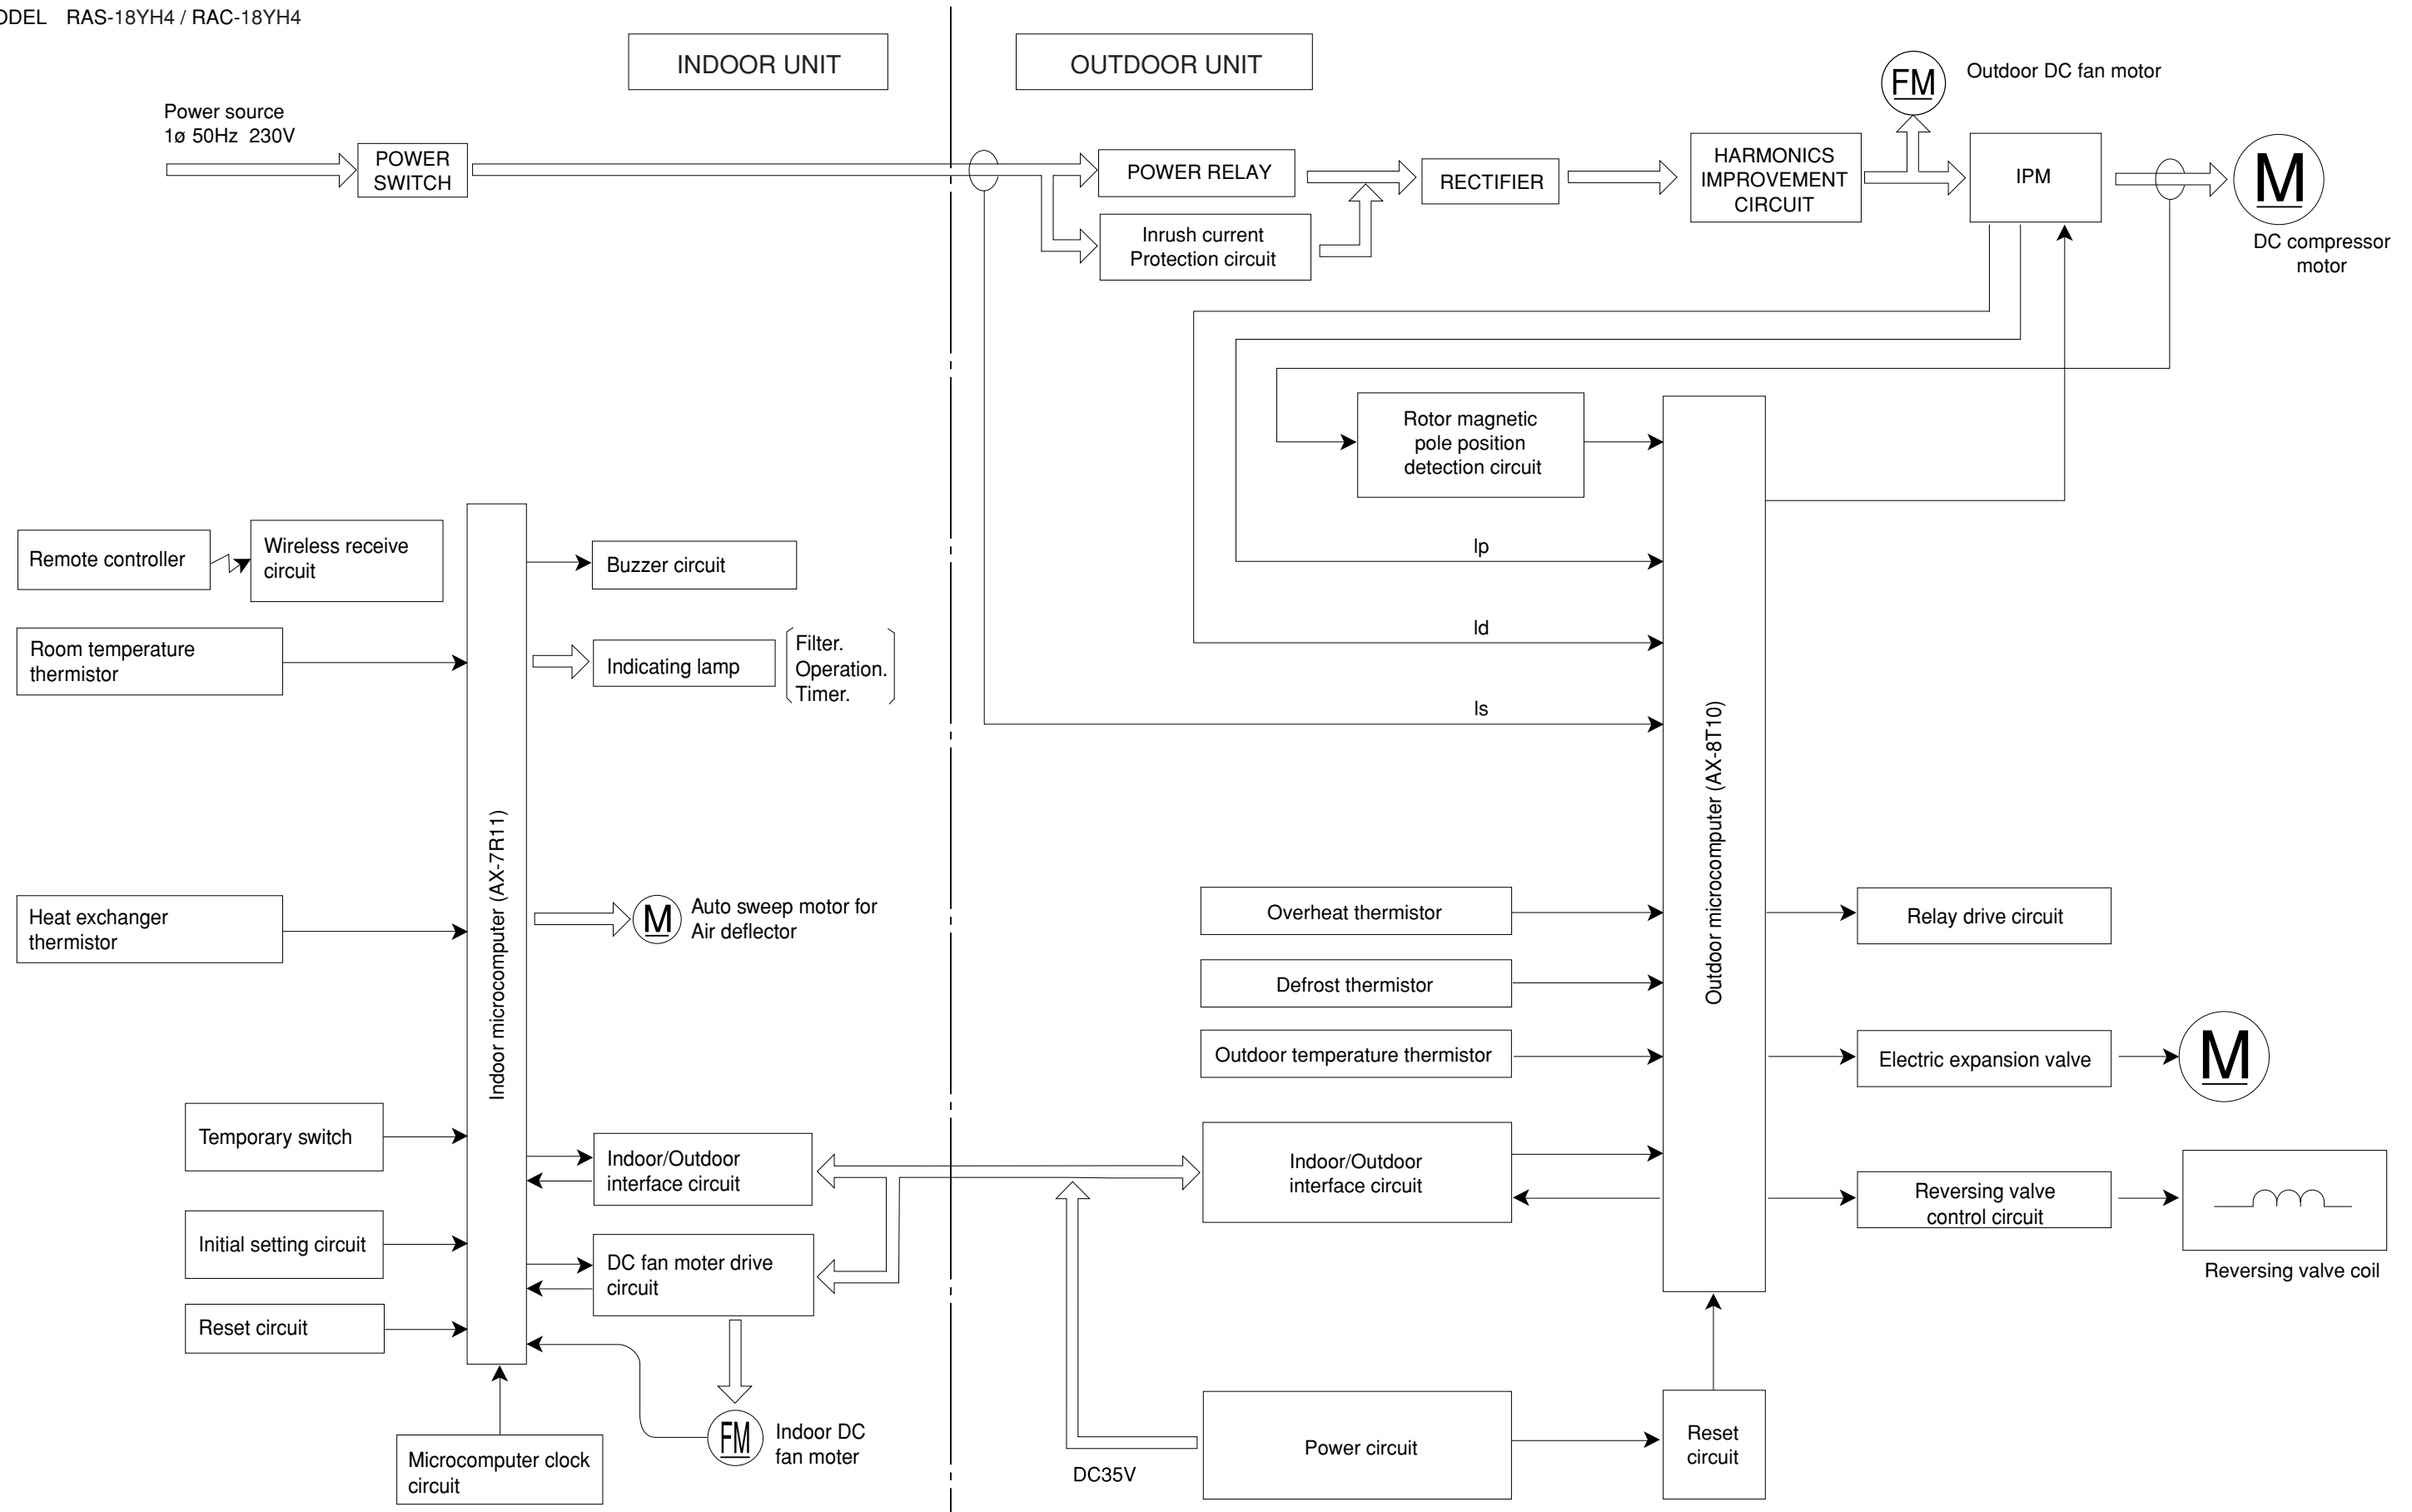 ODEL RAS-18YH4 / RAC-18YH4
INDOOR UNIT
OUTDOOR UNIT
Power source
1ø 50Hz 230V
POWER
SWITCH
POWER RELAY
Inrush current
Protection circuit
RECTIFIER
HARMONICS
IMPROVEMENT
CIRCUIT
FM
Outdoor DC fan motor
IPM
M
DC compressor
motor
Rotor magnetic
pole position
detection circuit
Ip
Id
Is
Remote controller
Wireless receive
circuit
Room temperature
thermistor
Heat exchanger
thermistor
Temporary switch
Initial setting circuit
Reset circuit
Microcomputer clock
circuit
Indoor microcomputer (AX-7R11)
Buzzer circuit
Indicating lamp
Filter.
Operation.
Timer.
M
Auto sweep motor for
Air deflector
Indoor/Outdoor
interface circuit
DC fan moter drive
circuit
FM
Indoor DC
fan moter
Overheat thermistor
Defrost thermistor
Outdoor temperature thermistor
Indoor/Outdoor
interface circuit
Power circuit
DC35V
Outdoor microcomputer (AX-8T10)
Reset
circuit
Relay drive circuit
Electric expansion valve
M
Reversing valve
control circuit
Reversing valve coil